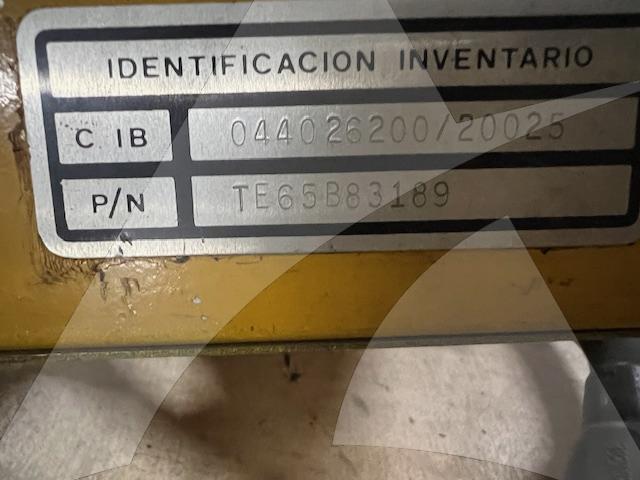 IDENTIFICACION INVENTARIO
C IB 044026200/20025
P/N TE65B83189